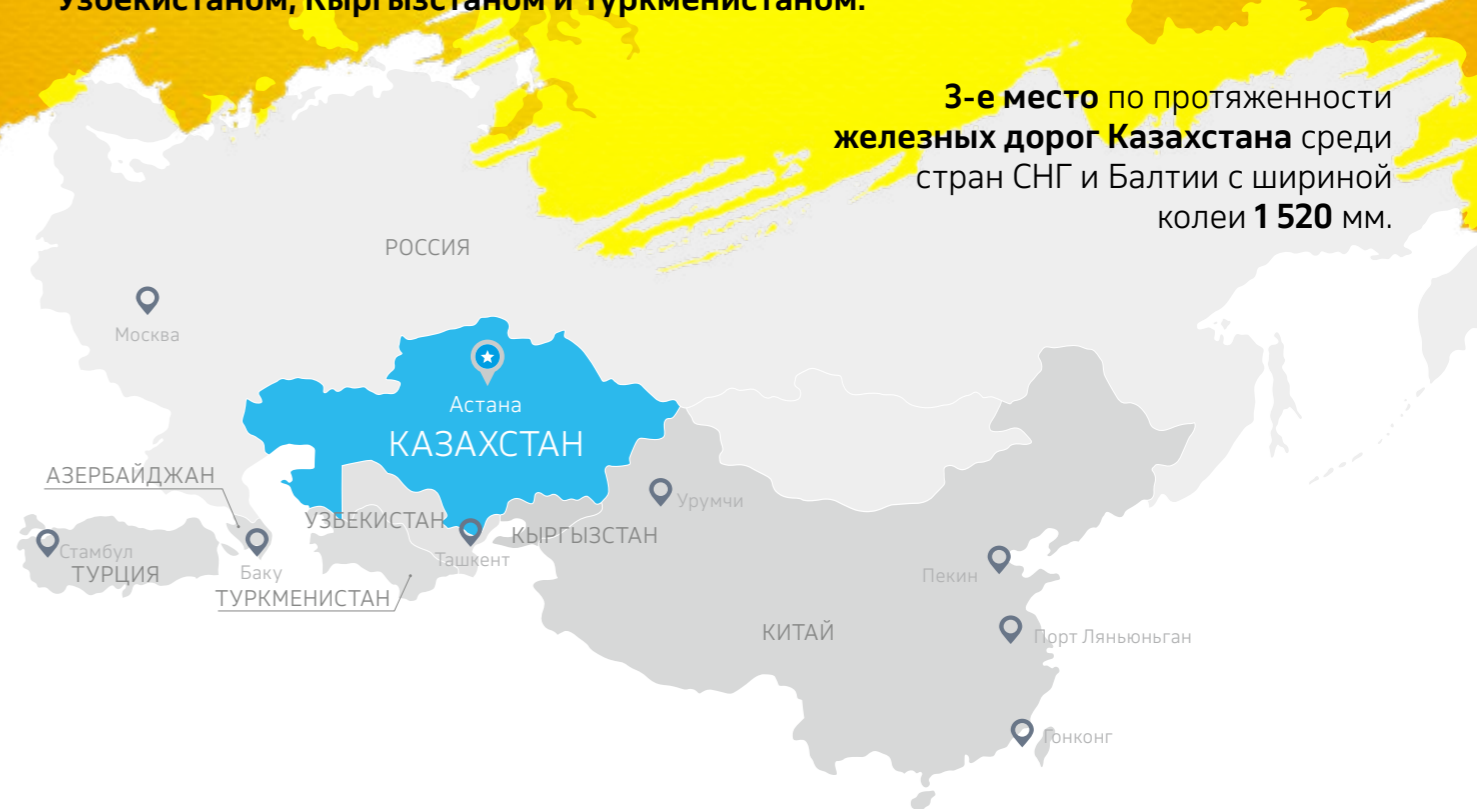 Узбекистаном, Кыргызстаном и Туркменистаном.
3-е место по протяженности
железных дорог Казахстана среди
стран СНГ и Балтии с шириной
колеи 1 520 мм.
РОССИЯ
Москва
Астана
КАЗАХСТАН
АЗЕРБАЙДЖАН
Урумчи
УЗБЕКИСТАН
КЫРГЫЗСТАН
Стамбул
Ташкент
ТУРЦИЯ
Баку
Пекин
ТУРКМЕНИСТАН
КИТАЙ
Порт Ляньюньган
Гонконг